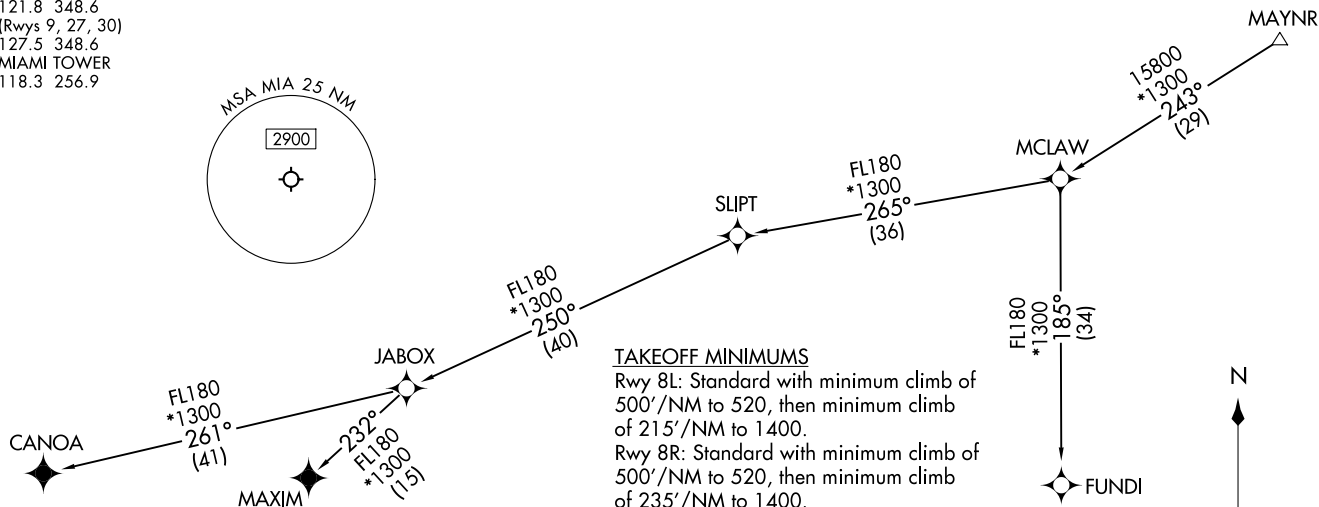 121.8 348.6
(Rwys 9, 27, 30)
127.5 348.6
MIAMI TOWER
118.3 256.9
MSA MIA 25 NM
2900
MAYNR
15800
*1300
243°
(29)
MCLAW
FL180
*1300
265°
(36)
SLIPT
FL180
*1300
250°
(40)
JABOX
FL180
*1300
261°
(41)
CANOA
232°
FL180
*1300
(15)
MAXIM
FL180
*1300
185°
(34)
FUNDI
TAKEOFF MINIMUMS
Rwy 8L: Standard with minimum climb of
500'/NM to 520, then minimum climb
of 215'/NM to 1400.
Rwy 8R: Standard with minimum climb of
500'/NM to 520, then minimum climb
of 235'/NM to 1400.
N